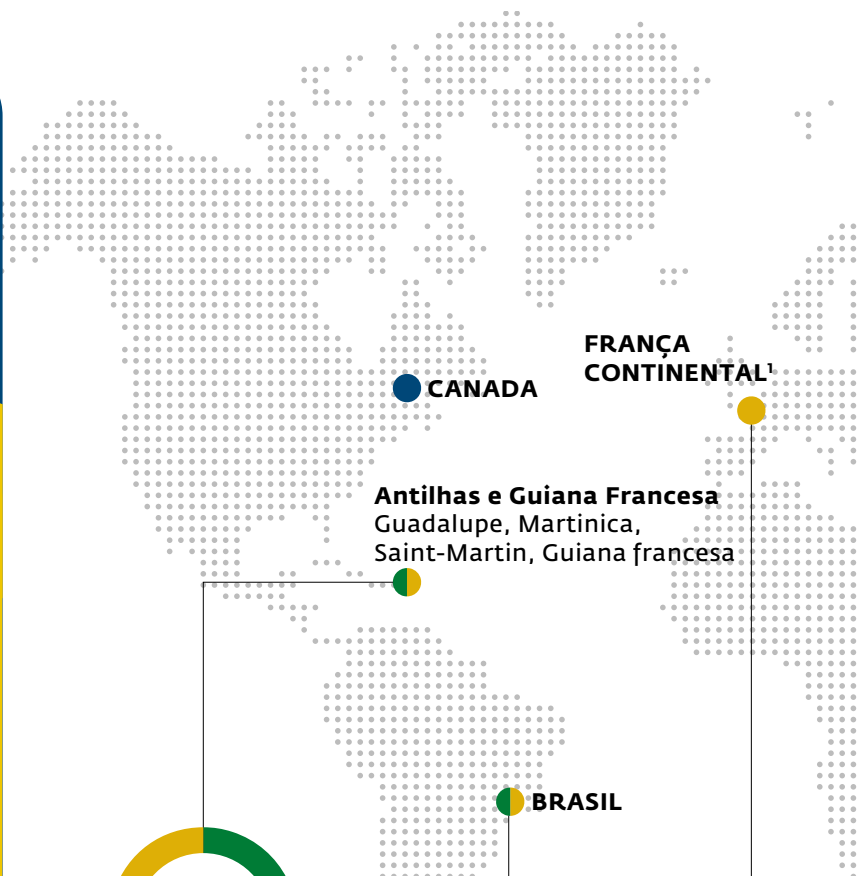 FRANÇA
CONTINENTAL¹
CANADA
Antilhas e Guiana Francesa
Guadalupe, Martinica,
Saint-Martin, Guiana francesa
BRASIL